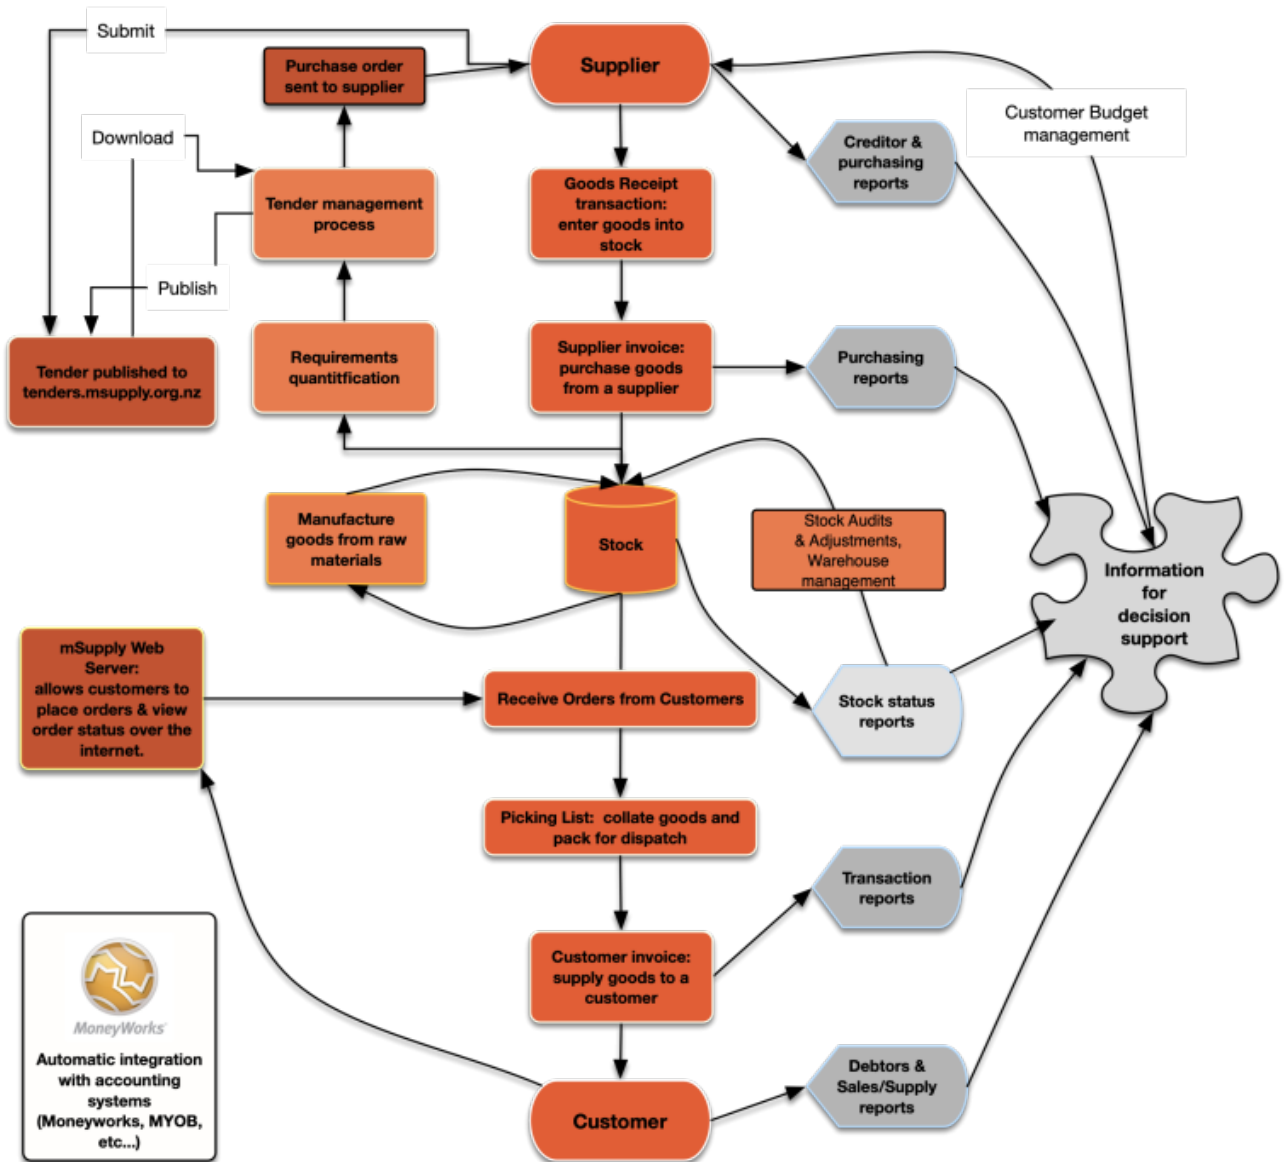 Submit
Purchase order
sent to supplier
Supplier
Customer Budget
management
Download
Creditor &
purchasing
reports
Tender management
process
Goods Receipt
transaction:
enter goods into
stock
Publish
Tender published to
tenders.msupply.org.nz
Requirements
quantitfication
Supplier invoice:
purchase goods
from a supplier
Purchasing
reports
Manufacture
goods from raw
materials
Stock
Stock Audits
& Adjustments,
Warehouse
management
Information
for
decision
support
mSupply Web
Server:
allows customers to
place orders & view
order status over the
internet.
Receive Orders from Customers
Stock status
reports
Picking List:  collate goods and
pack for dispatch
Transaction
reports
Customer invoice:
supply goods to a
customer
MoneyWorks
Automatic integration
with accounting
systems
(Moneyworks, MYOB,
etc...)
Debtors &
Sales/Supply
reports
Customer